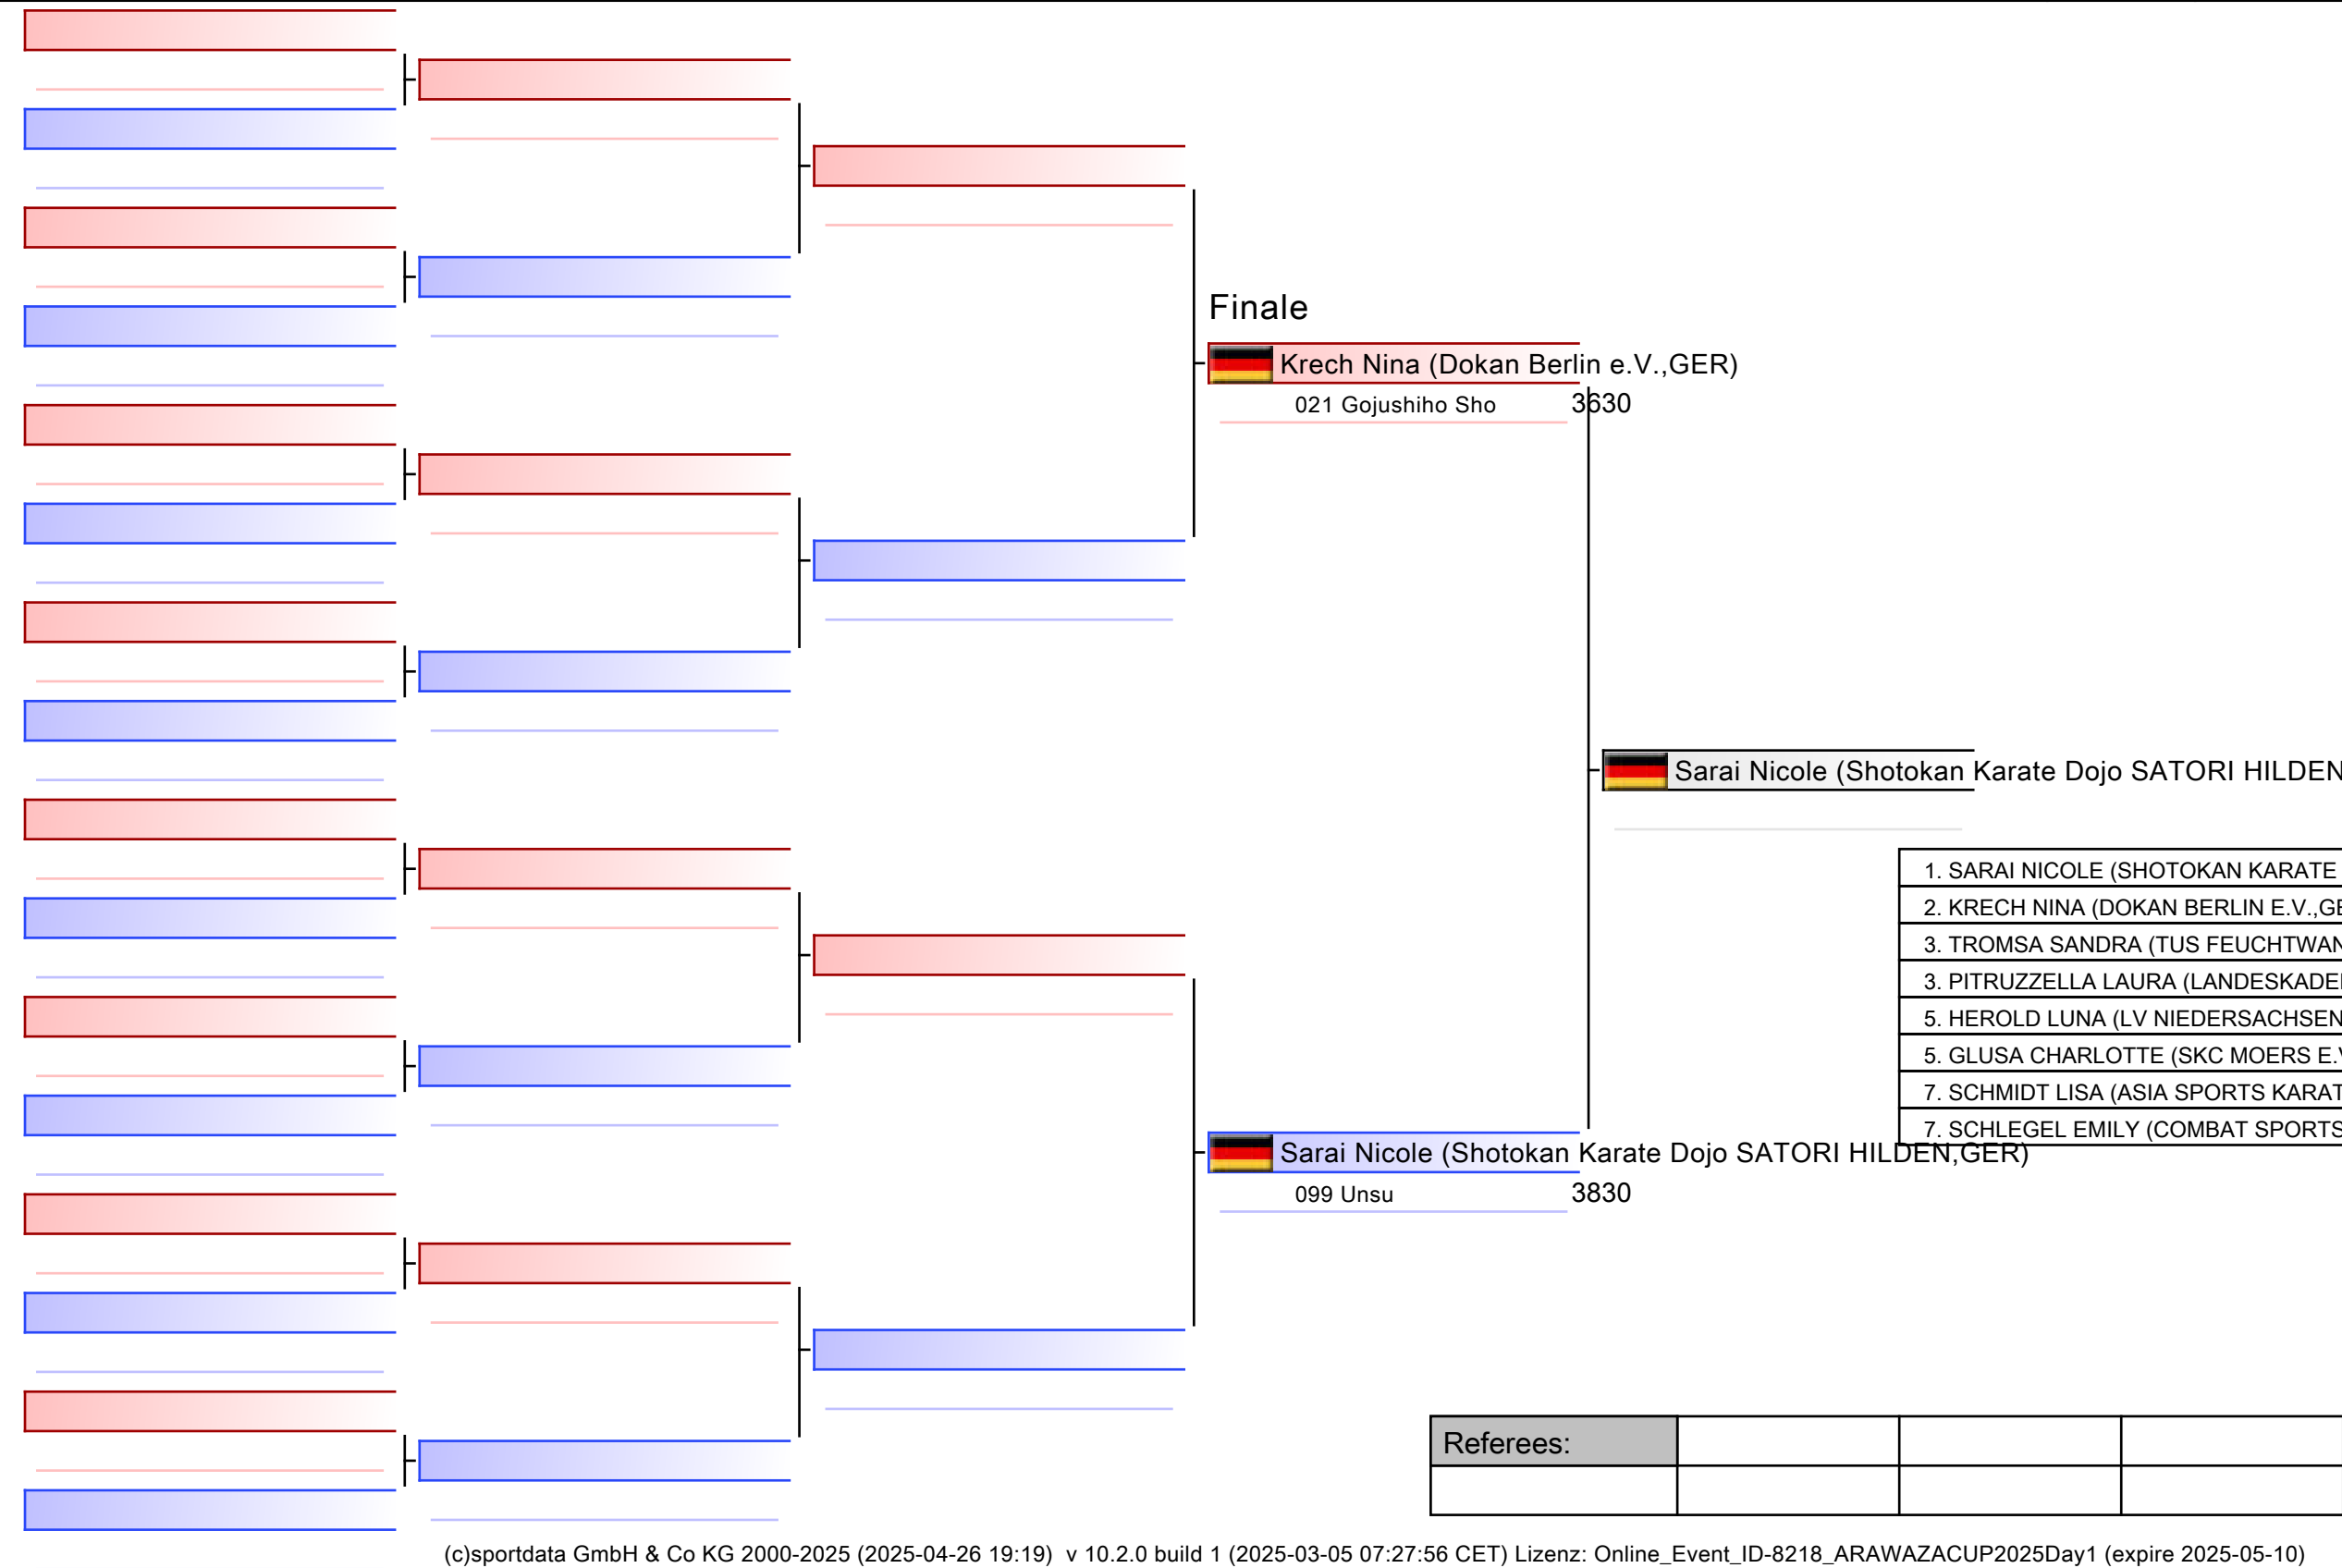 Finale
Krech Nina (Dokan Berlin e.V.,GER)
021 Gojushiho Sho 3630
Sarai Nicole (Shotokan Karate Dojo SATORI HILDEN
1. SARAI NICOLE (SHOTOKAN KARATE
2. KRECH NINA (DOKAN BERLIN E.V.,GE
3. TROMSA SANDRA (TUS FEUCHTWAN
3. PITRUZZELLA LAURA (LANDESKADE
5. HEROLD LUNA (LV NIEDERSACHSEN
5. GLUSA CHARLOTTE (SKC MOERS E.V
7. SCHMIDT LISA (ASIA SPORTS KARAT
7. SCHLEGEL EMILY (COMBAT SPORTS
Sarai Nicole (Shotokan Karate Dojo SATORI HILDEN,GER)
099 Unsu 3830
Referees:
(c)sportdata GmbH & Co KG 2000-2025 (2025-04-26 19:19) v 10.2.0 build 1 (2025-03-05 07:27:56 CET) Lizenz: Online_Event_ID-8218_ARAWAZACUP2025Day1 (expire 2025-05-10)